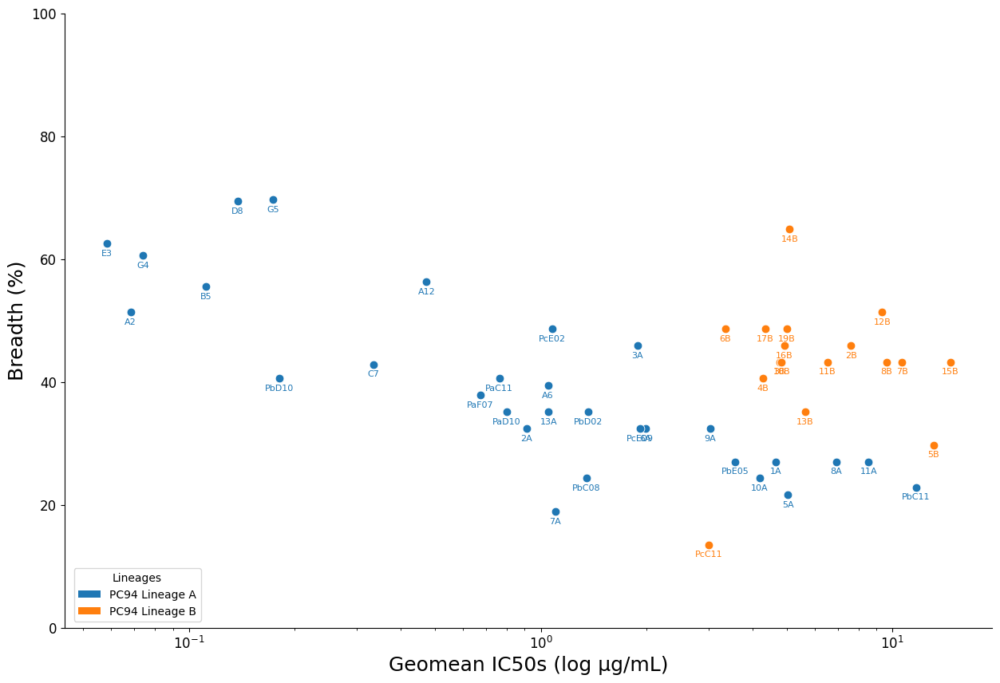 100
80
60
40
20
0
Breadth (%)
D8
G5
E3
G4
B5
A2
A12
C7
PbD10
PcE02
3A
PaC11
A6
PaF07
PaD10
13A
PbD02
2A
6A
9A
PbE05
1A
8A
11A
PbC08
10A
5A
PbC11
7A
14B
12B
6B
17B
19B
16B
2B
11B
8B
7B
15B
4B
13B
5B
PcC11
Lineages
PC94 Lineage A
PC94 Lineage B
10⁻¹
10⁰
10¹
Geomean IC50s (log µg/mL)